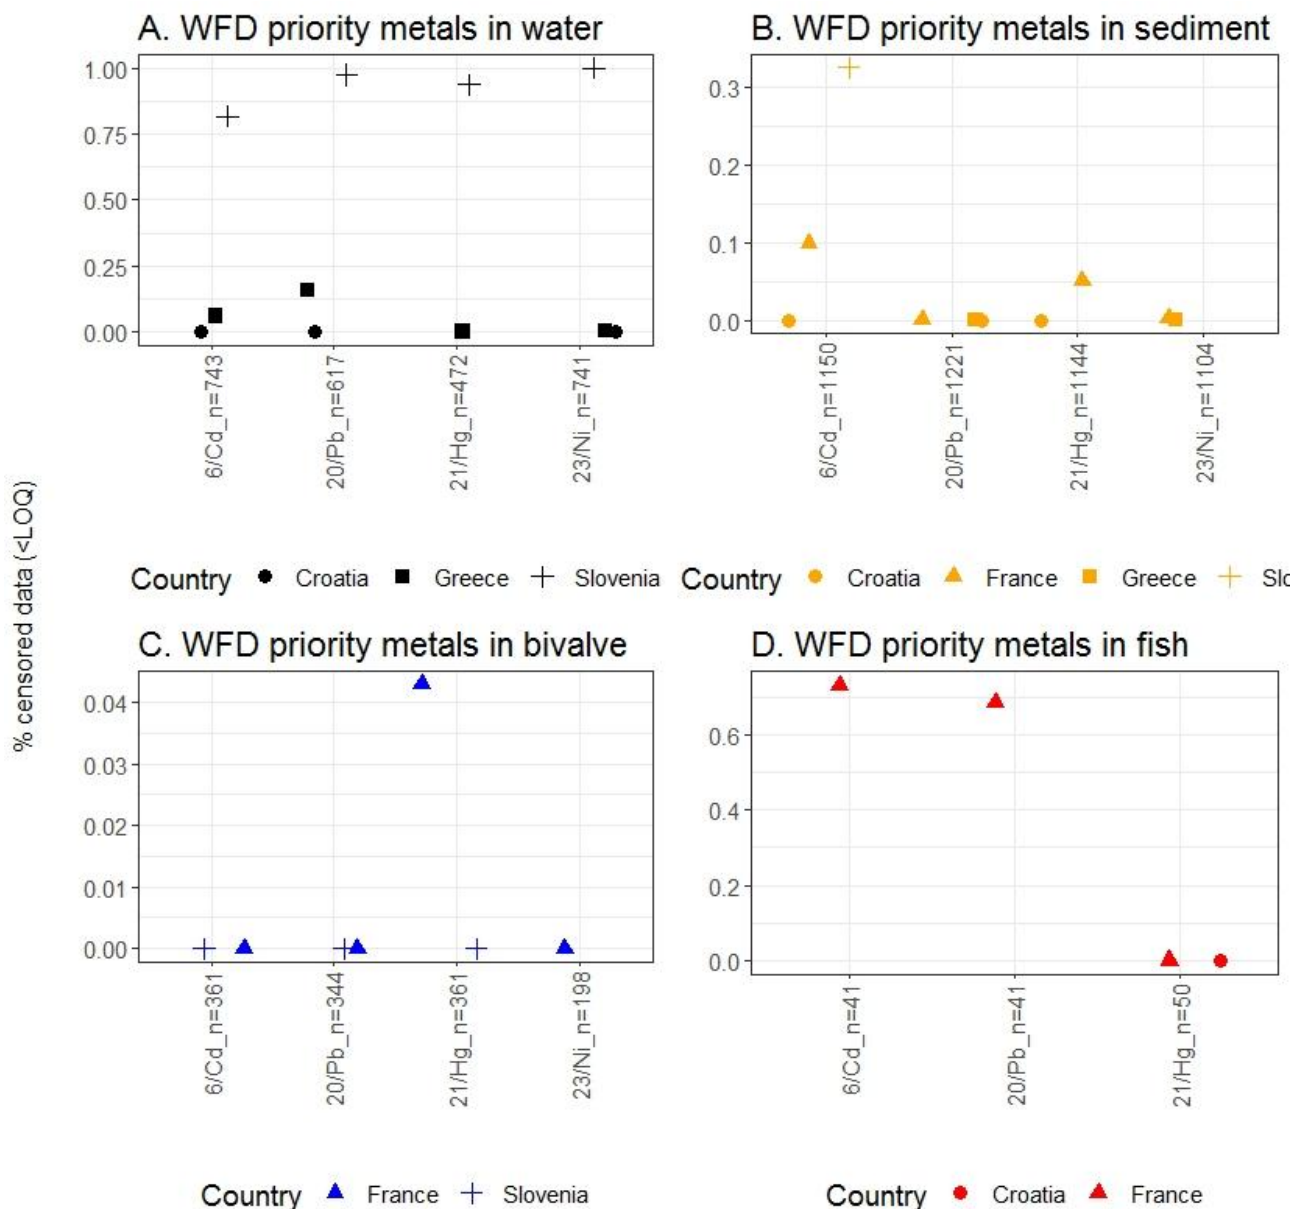 A. WFD priority metals in water
1.00
0.75
0.50
0.25
0.00
6/Cd_n=743
20/Pb_n=617
21/Hg_n=472
23/Ni_n=741
Country Croatia Greece Slovenia
B. WFD priority metals in sediment
0.3
0.2
0.1
0.0
6/Cd_n=1150
20/Pb_n=1221
21/Hg_n=1144
23/Ni_n=1104
Country Croatia France Greece Slo
% censored data (<LOQ)
C. WFD priority metals in bivalve
0.04
0.03
0.02
0.01
0.00
6/Cd_n=361
20/Pb_n=344
21/Hg_n=361
23/Ni_n=198
Country France Slovenia
D. WFD priority metals in fish
0.6
0.4
0.2
0.0
6/Cd_n=41
20/Pb_n=41
21/Hg_n=50
Country Croatia France